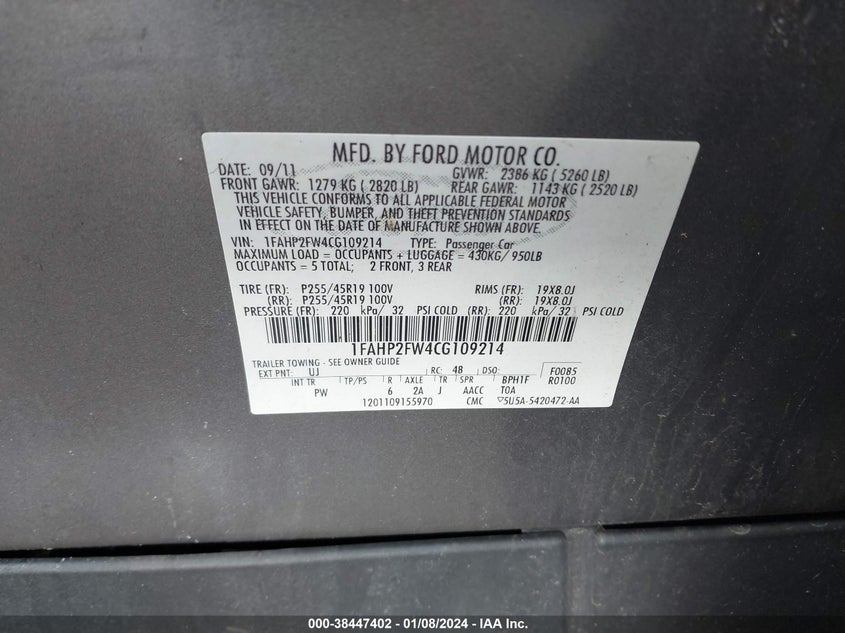 MFD. BY FORD MOTOR CO.
DATE: 09/11 GVWR: 2386 KG ( 5260 LB)
FRONT GAWR: 1279 KG ( 2820 LB) REAR GAWR: 1143 KG ( 2520 LB)
THIS VEHICLE CONFORMS TO ALL APPLICABLE FEDERAL MOTOR
VEHICLE SAFETY, BUMPER, AND THEFT PREVENTION STANDARDS
IN EFFECT ON THE DATE OF MANUFACTURE SHOWN ABOVE.
VIN: 1FAHP2FW4CG109214 TYPE: Passenger Car
MAXIMUM LOAD = OCCUPANTS + LUGGAGE = 430KG/ 950LB
OCCUPANTS = 5 TOTAL; 2 FRONT, 3 REAR
TIRE (FR): P255/45R19 100V RIMS (FR): 19X8.0J
(RR): P255/45R19 100V (RR): 19X8.0J
PRESSURE (FR): 220 kPa/ 32 PSI COLD (RR): 220 kPa/ 32 PSI COLD
1FAHP2FW4CG109214
TRAILER TOWING - SEE OWNER GUIDE
EXT PNT: UJ RC: 48 DSO: F0085
INT TR TP/PS R AXLE TR SPR BPH1F R0100
PW 6 2A J AACC TOA
1201109155970 CMC 5U5A-5420472-AA
000-38447402 - 01/08/2024 - IAA Inc.